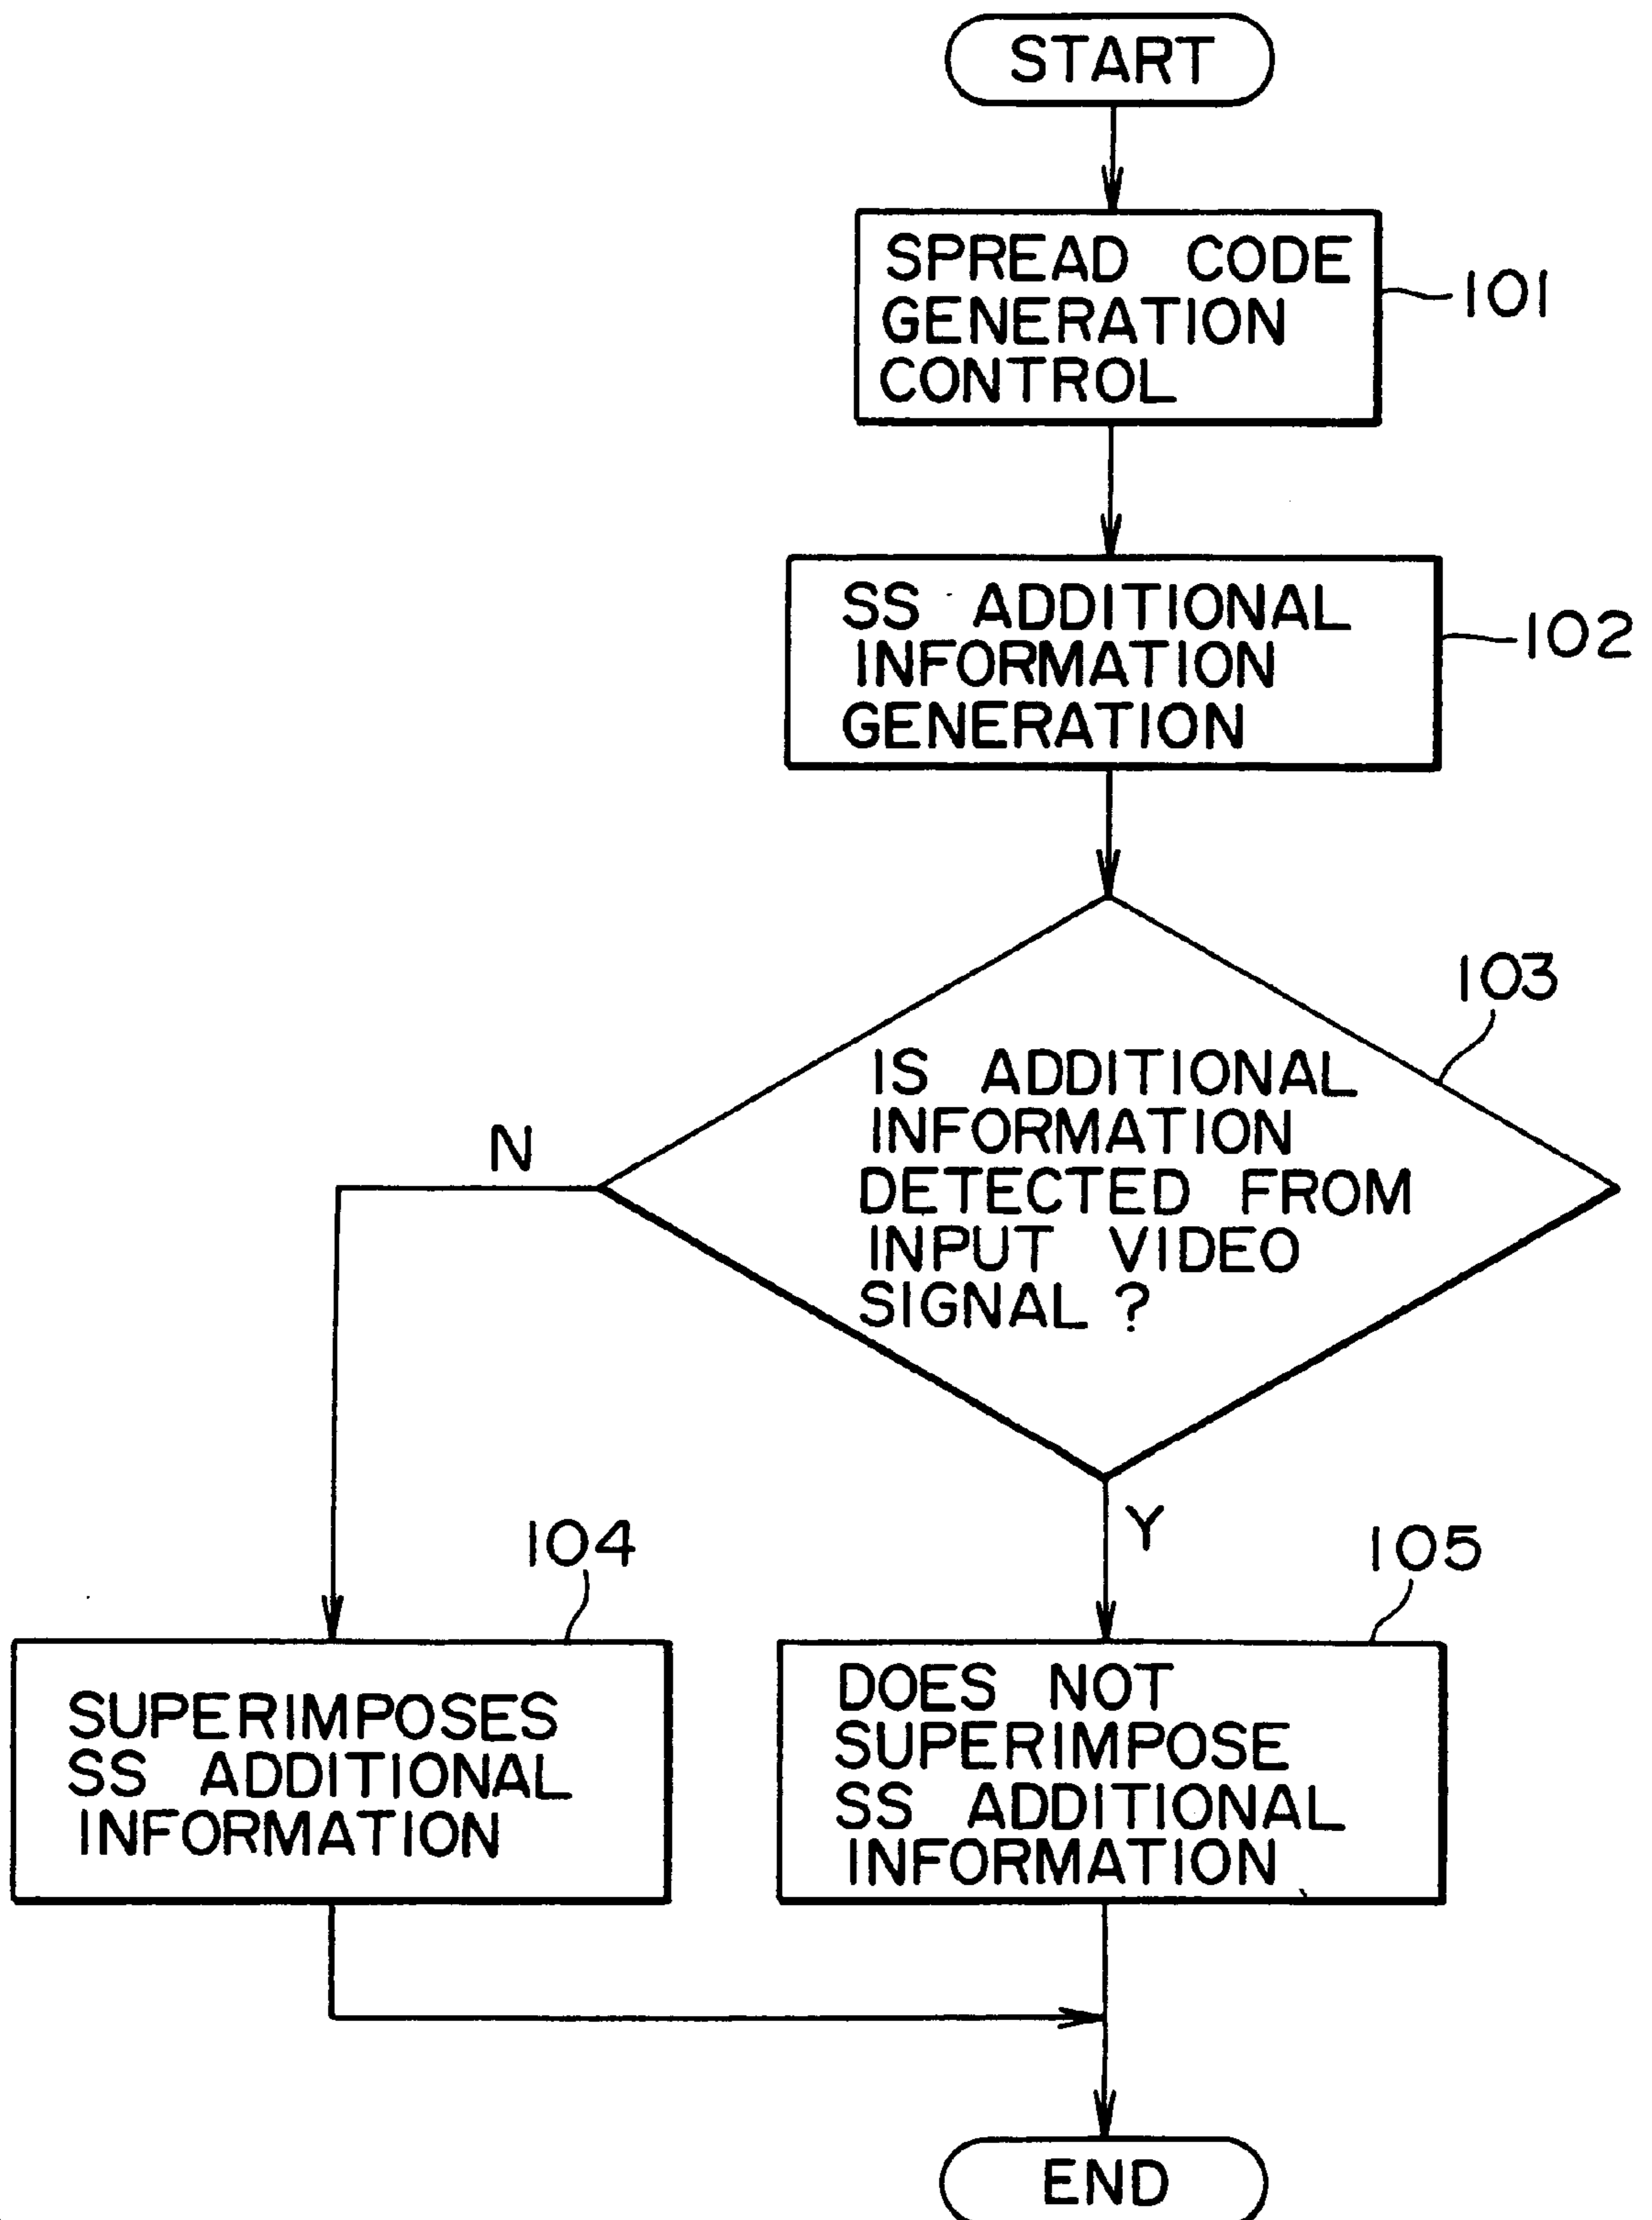 START
SPREAD CODE
GENERATION
CONTROL
101
SS ADDITIONAL
INFORMATION
GENERATION
102
103
IS ADDITIONAL
INFORMATION
DETECTED FROM
INPUT VIDEO
SIGNAL ?
N
Y
104
SUPERIMPOSES
SS ADDITIONAL
INFORMATION
105
DOES NOT
SUPERIMPOSE
SS ADDITIONAL
INFORMATION
END